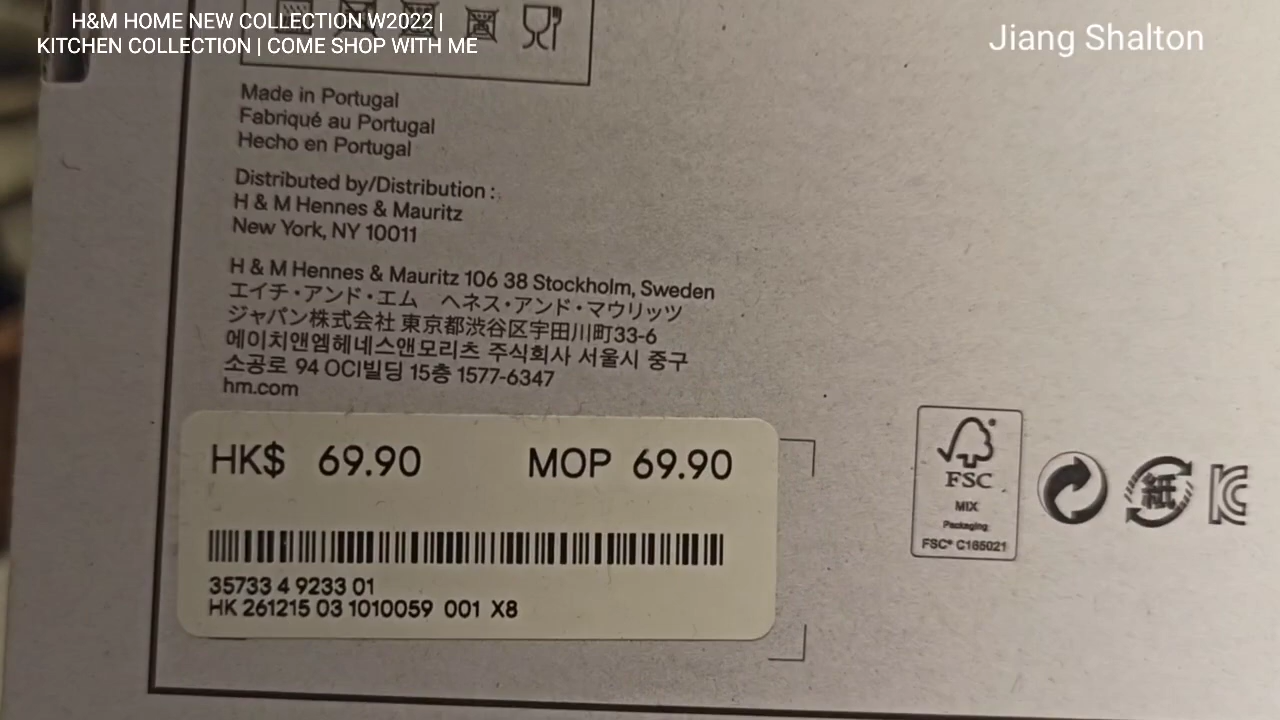 H&M HOME NEW COLLECTION W2022 |
KITCHEN COLLECTION | COME SHOP WITH ME
Jiang Shalton
Made in Portugal
Fabriqué au Portugal
Hecho en Portugal
Distributed by/Distribution :
H & M Hennes & Mauritz
New York, NY 10011
H & M Hennes & Mauritz 106 38 Stockholm, Sweden
エイチ・アンド・エム ヘネス・アンド・マウリッツ
ジャパン株式会社 東京都渋谷区宇田川町33-6
에이치앤엠헤네스앤모리츠 주식회사 서울시 중구
소공로 94 OCI빌딩 15층 1577-6347
hm.com
HK$ 69.90 MOP 69.90
35733 4 9233 01
HK 261215 03 1010059 001 X8
FSC
MIX
Packaging
FSC® C165021
紙